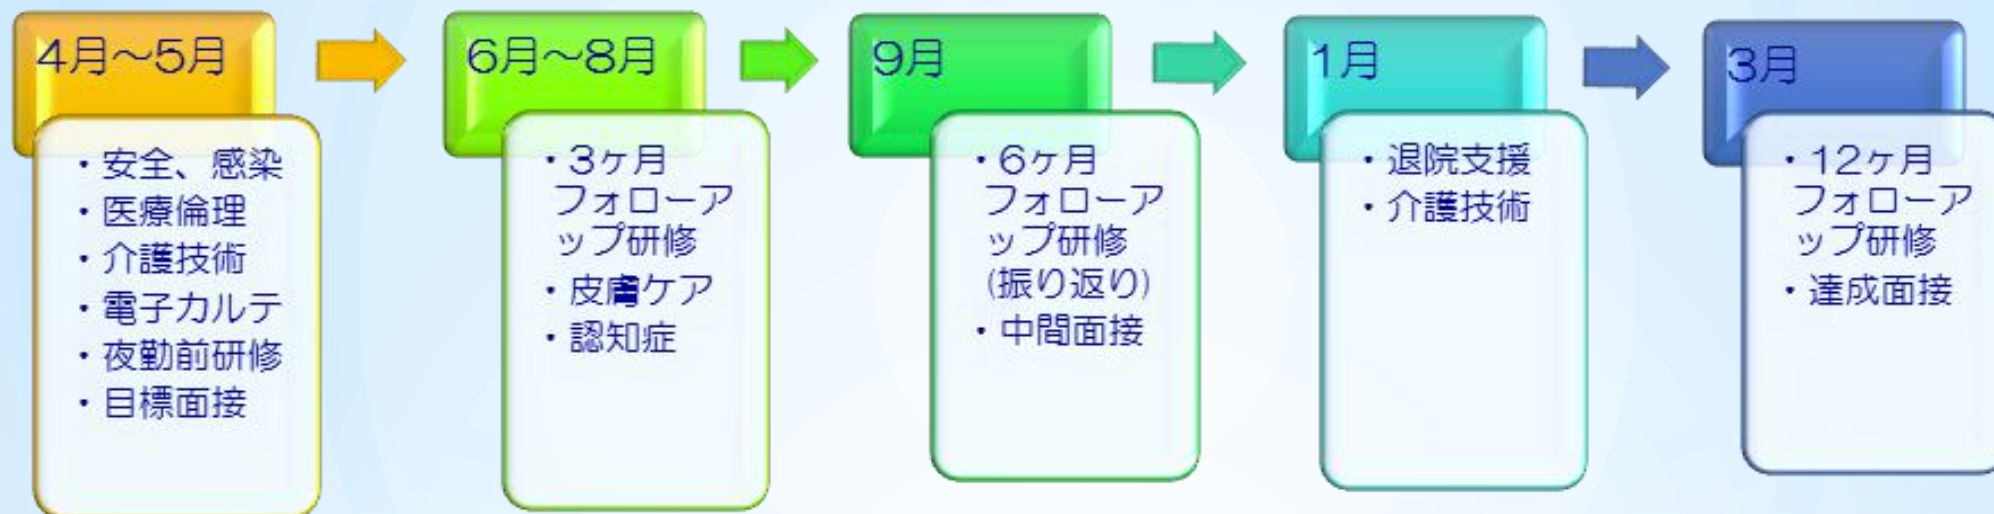 4月～5月
・安全、感染
・医療倫理
・介護技術
・電子カルテ
・夜勤前研修
・目標面接
6月～8月
・3ヶ月
フォローア
ップ研修
・皮膚ケア
・認知症
9月
・6ヶ月
フォローア
ップ研修
(振り返り)
・中間面接
1月
・退院支援
・介護技術
3月
・12ヶ月
フォローア
ップ研修
・達成面接